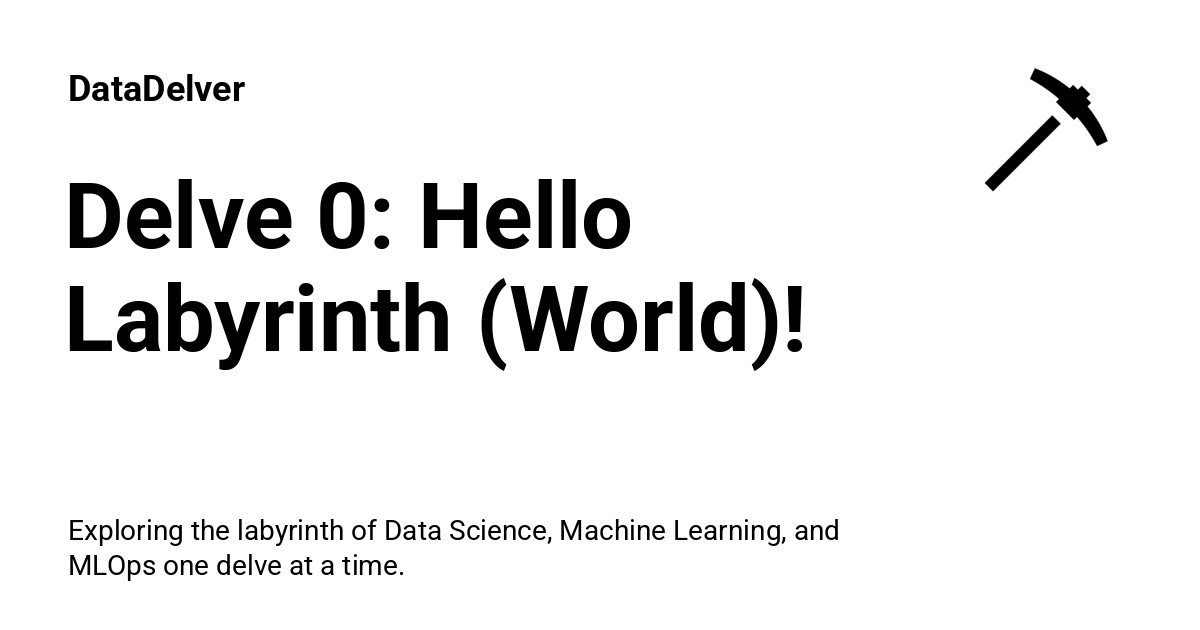 DataDelver
Delve 0: Hello
Labyrinth (World)!
Exploring the labyrinth of Data Science, Machine Learning, and
MLOps one delve at a time.